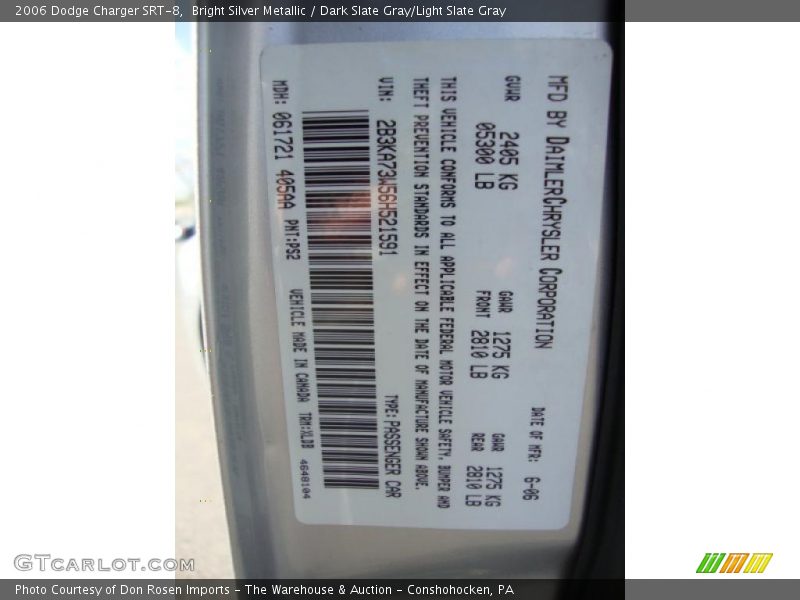 2006 Dodge Charger SRT-8,  Bright Silver Metallic / Dark Slate Gray/Light Slate Gray
MFD BY DAIMLERCHRYSLER CORPORATION
DATE OF MFR: 6-06
GVWR 2405 KG
05300 LB
GAWR 1275 KG
FRONT 2810 LB
GAWR 1275 KG
REAR 2810 LB
THIS VEHICLE CONFORMS TO ALL APPLICABLE FEDERAL MOTOR VEHICLE SAFETY, BUMPER AND
THEFT PREVENTION STANDARDS IN EFFECT ON THE DATE OF MANUFACTURE SHOWN ABOVE.
VIN: 2B3KA73W56H521591
TYPE: PASSENGER CAR
MDH: 061721 405AA PNT:PS2
VEHICLE MADE IN CANADA TRM:XLDB
4648104
GTcarlot.com
Photo Courtesy of Don Rosen Imports - The Warehouse & Auction - Conshohocken, PA